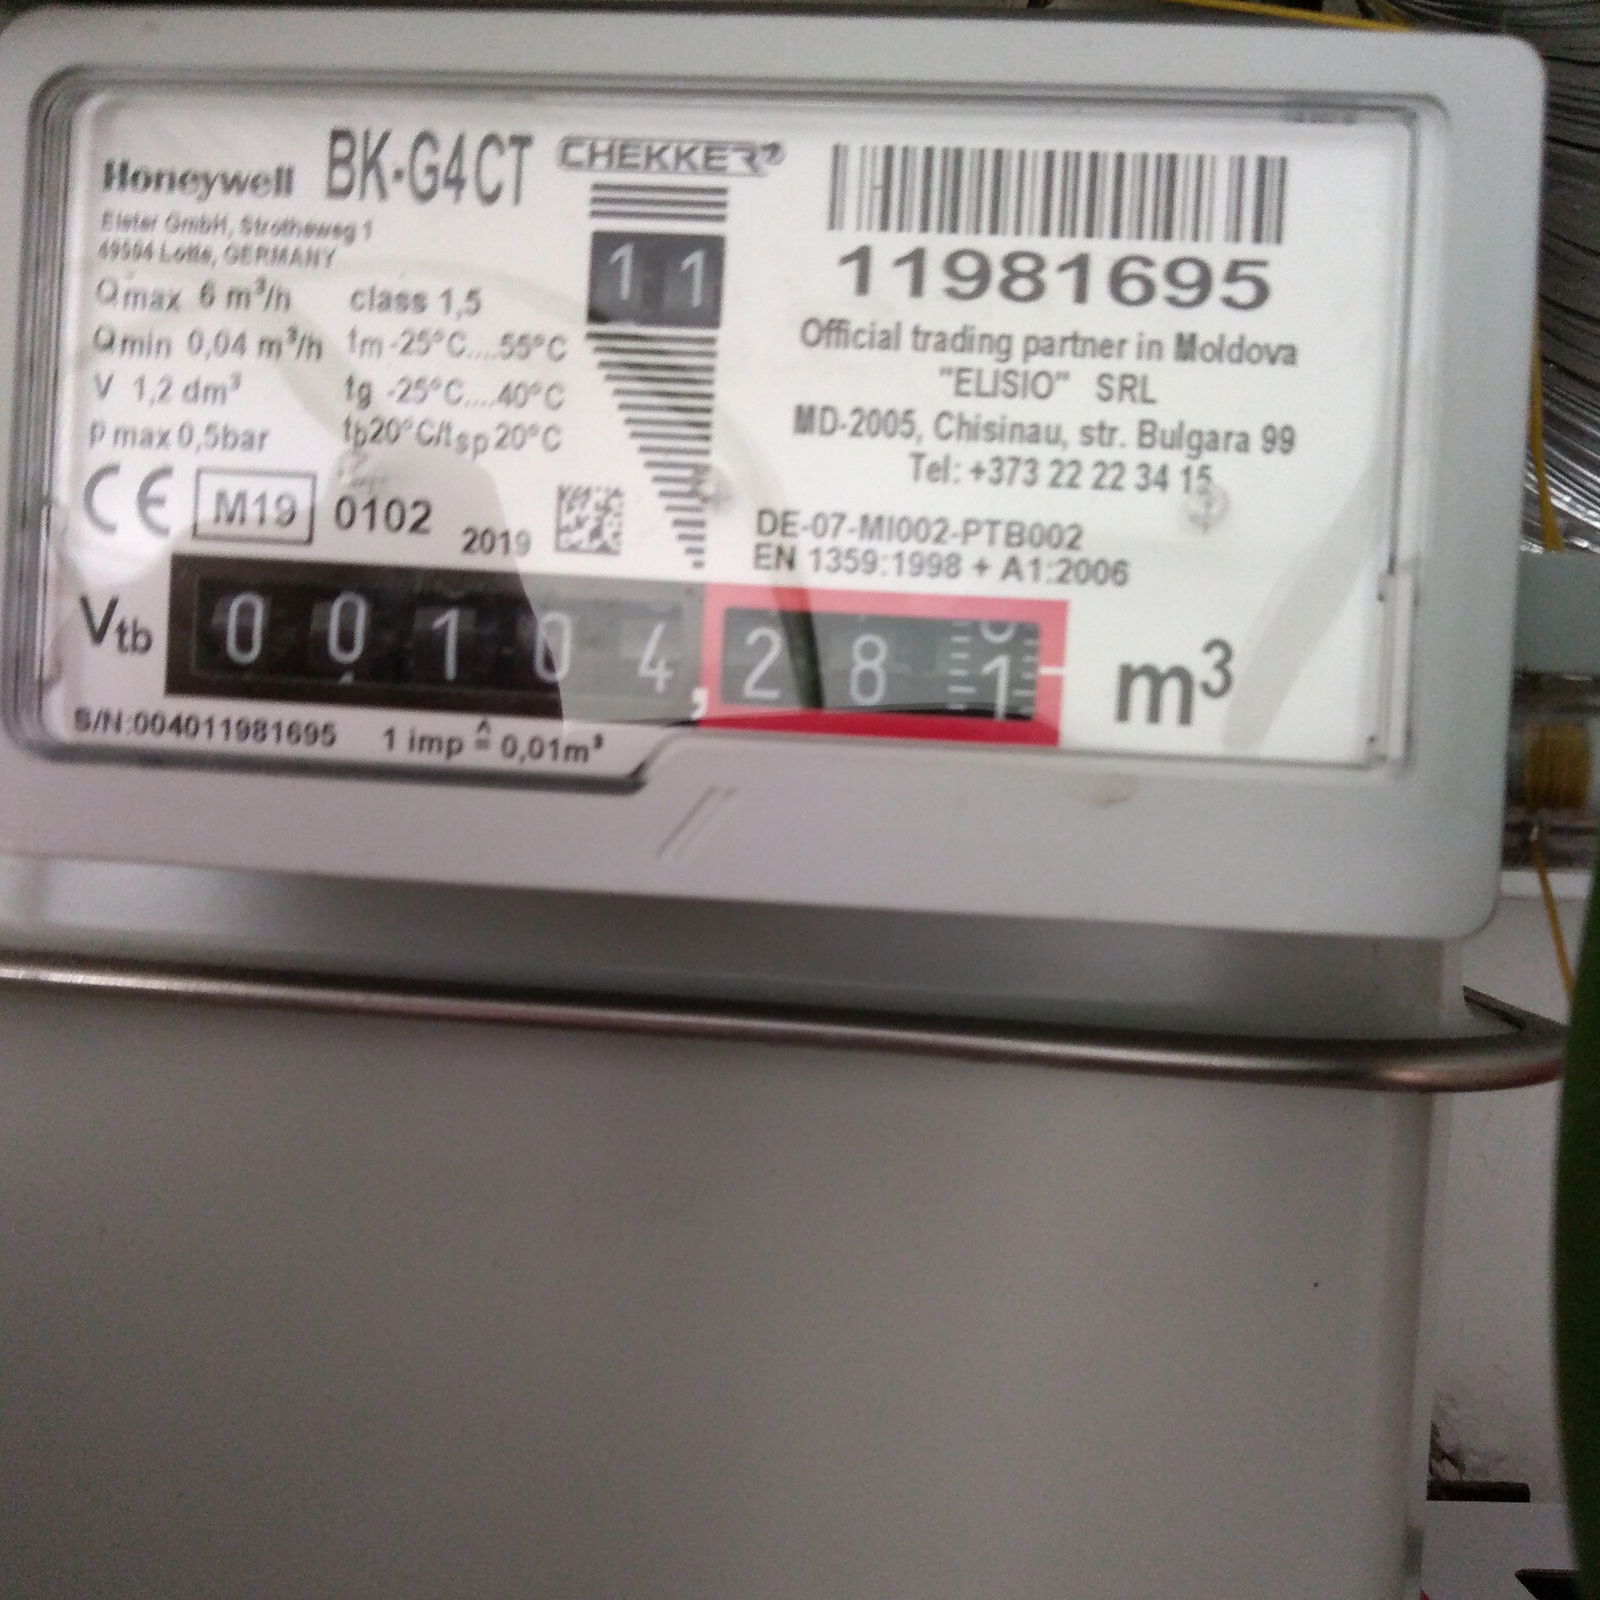 Honeywell BK-G4CT CHEKKER
Elster GmbH, Strotheweg 1
49504 Lotte, GERMANY
Qmax 6 m³/h class 1,5
Qmin 0,04 m³/h tm -25°C....55°C
V 1,2 dm³ tg -25°C....40°C
p max 0,5bar tb20°C/tsp20°C
CE M19 0102 2019
11
11981695
Official trading partner in Moldova
"ELISIO" SRL
MD-2005, Chisinau, str. Bulgara 99
Tel: +373 22 22 34 15
DE-07-MI002-PTB002
EN 1359:1998 + A1:2006
Vtb 00104,281 m³
S/N:004011981695 1 imp ≙ 0,01m³